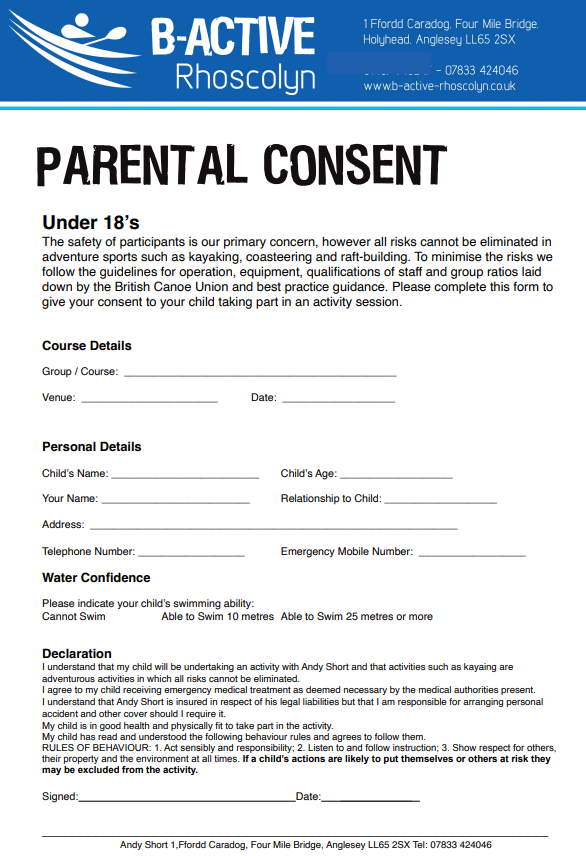 B-ACTIVE
Rhoscolyn
1 Ffordd Caradog, Four Mile Bridge,
Holyhead, Anglesey LL65 2SX
- 07833 424046
www.b-active-rhoscolyn.co.uk
PARENTAL CONSENT
Under 18's
The safety of participants is our primary concern, however all risks cannot be eliminated in
adventure sports such as kayaking, coasteering and raft-building. To minimise the risks we
follow the guidelines for operation, equipment, qualifications of staff and group ratios laid
down by the British Canoe Union and best practice guidance. Please complete this form to
give your consent to your child taking part in an activity session.
Course Details
Group / Course:
Venue: Date:
Personal Details
Child's Name: Child's Age:
Your Name: Relationship to Child:
Address:
Telephone Number: Emergency Mobile Number:
Water Confidence
Please indicate your child's swimming ability:
Cannot Swim Able to Swim 10 metres Able to Swim 25 metres or more
Declaration
I understand that my child will be undertaking an activity with Andy Short and that activities such as kayaing are
adventurous activities in which all risks cannot be eliminated.
I agree to my child receiving emergency medical treatment as deemed necessary by the medical authorities present.
I understand that Andy Short is insured in respect of his legal liabilities but that I am responsible for arranging personal
accident and other cover should I require it.
My child is in good health and physically fit to take part in the activity.
My child has read and understood the following behaviour rules and agrees to follow them.
RULES OF BEHAVIOUR: 1. Act sensibly and responsibility; 2. Listen to and follow instruction; 3. Show respect for others,
their property and the environment at all times. If a child's actions are likely to put themselves or others at risk they
may be excluded from the activity.
Signed: Date:
Andy Short 1,Ffordd Caradog, Four Mile Bridge, Anglesey LL65 2SX Tel: 07833 424046